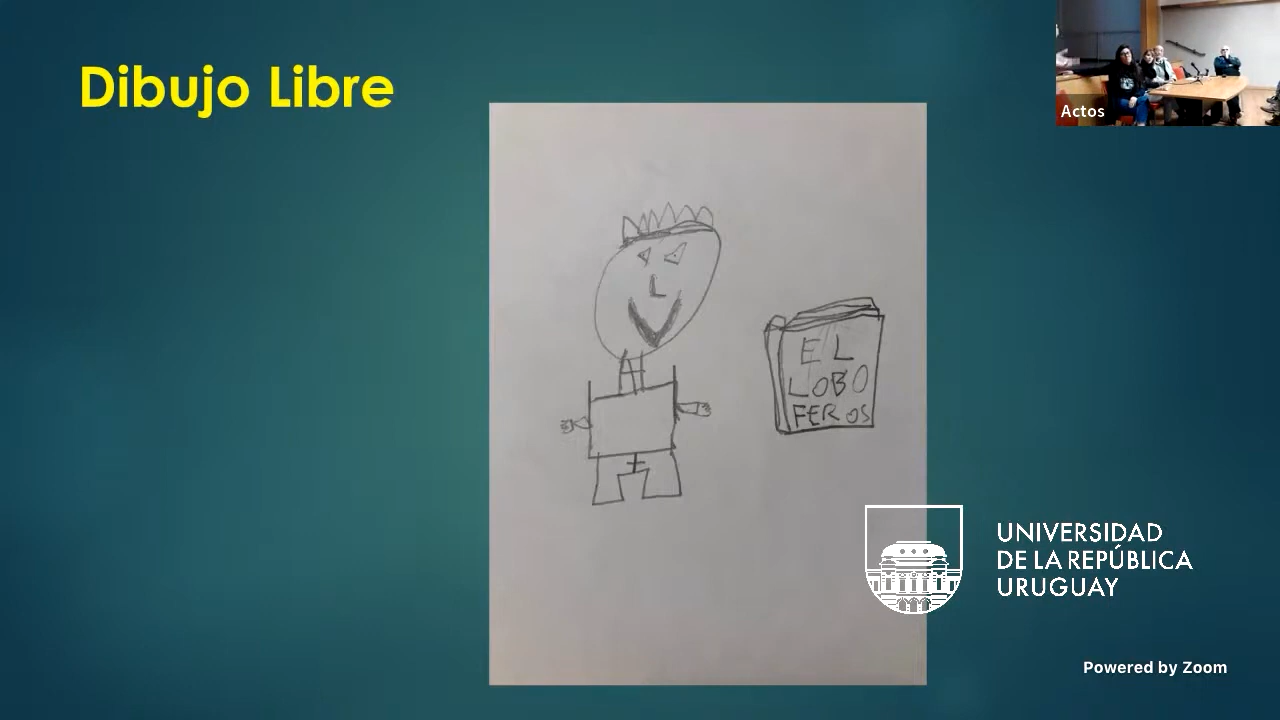 Dibujo Libre
Actos
EL
LOBO
FEROS
UNIVERSIDAD
DE LA REPÚBLICA
URUGUAY
Powered by Zoom